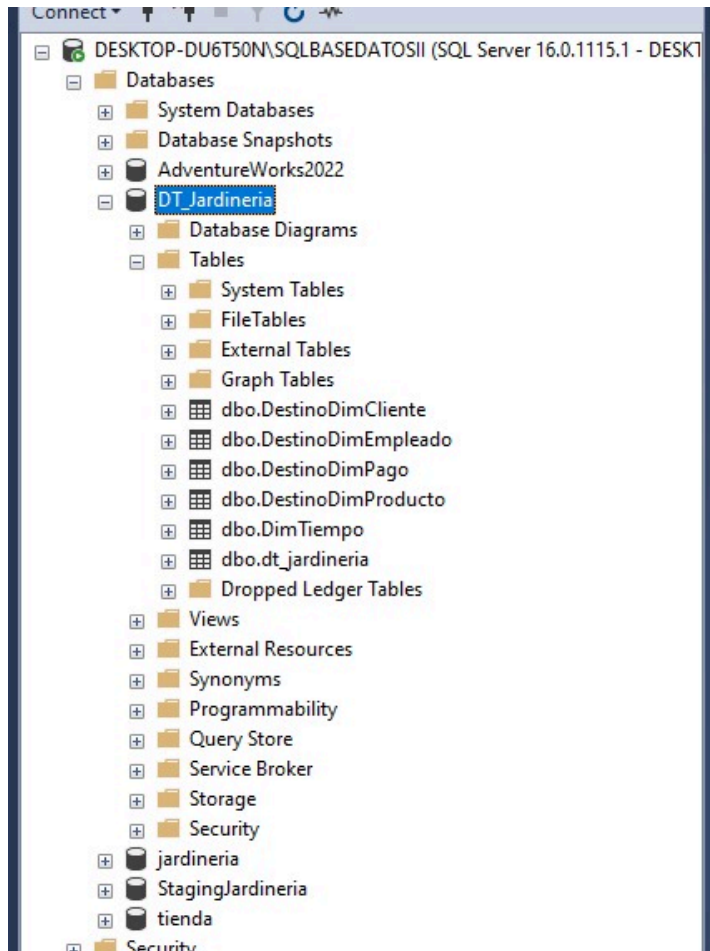 Connect
DESKTOP-DU6T50N\SQLBASEDATOSII (SQL Server 16.0.1115.1 - DESKT
Databases
System Databases
Database Snapshots
AdventureWorks2022
DT_Jardineria
Database Diagrams
Tables
System Tables
FileTables
External Tables
Graph Tables
dbo.DestinoDimCliente
dbo.DestinoDimEmpleado
dbo.DestinoDimPago
dbo.DestinoDimProducto
dbo.DimTiempo
dbo.dt_jardineria
Dropped Ledger Tables
Views
External Resources
Synonyms
Programmability
Query Store
Service Broker
Storage
Security
jardineria
StagingJardineria
tienda
Security